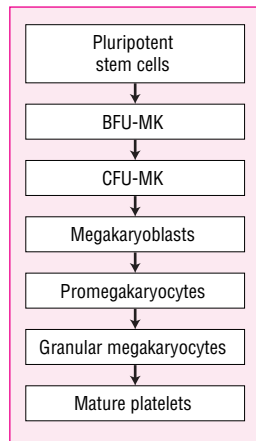 Pluripotent
stem cells
BFU-MK
CFU-MK
Megakaryoblasts
Promegakaryocytes
Granular megakaryocytes
Mature platelets